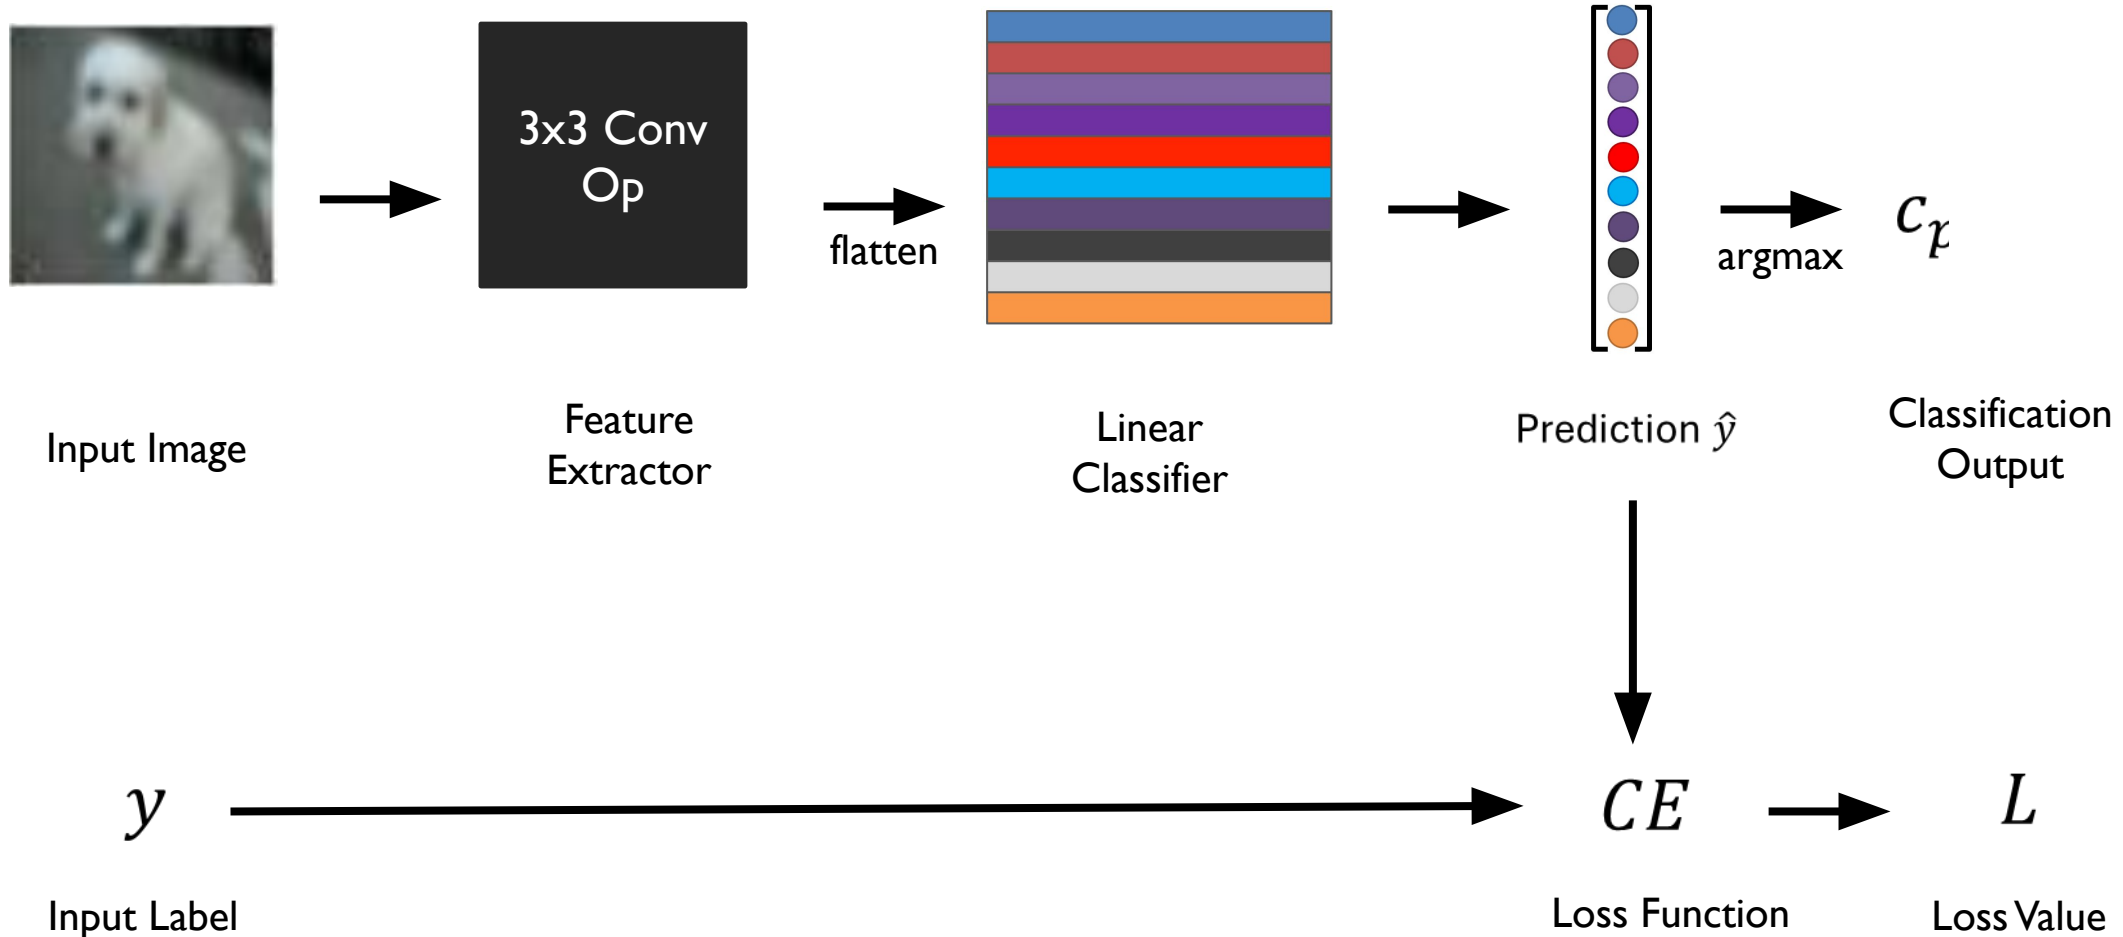 3x3 Conv
Op
flatten
argmax
c_p
Input Image
Feature
Extractor
Linear
Classifier
Prediction ŷ
Classification
Output
y
CE
L
Input Label
Loss Function
Loss Value